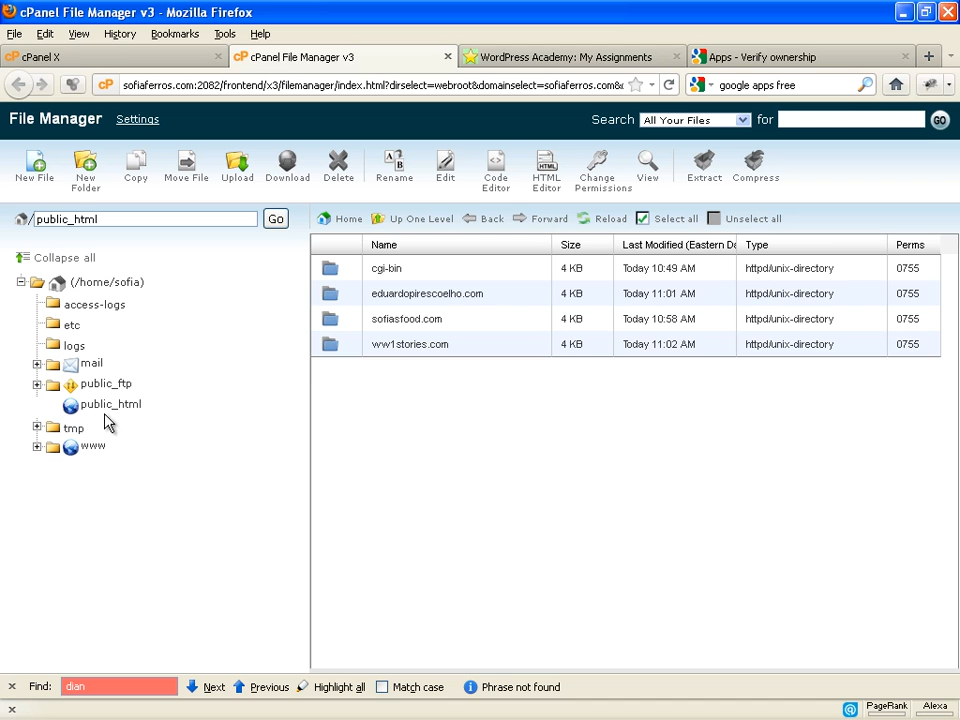 cPanel File Manager v3 - Mozilla Firefox
File Edit View History Bookmarks Tools Help
cP cPanel X
cP cPanel File Manager v3
WordPress Academy: My Assignments
Apps - Verify ownership
cP sofiaferros.com:2082/frontend/x3/filemanager/index.html?dirselect=webroot&domainselect=sofiaferros.com&
google apps free
File Manager Settings
Search All Your Files for GO
New File
New Folder
Copy
Move File
Upload
Download
Delete
Rename
Edit
Code Editor
HTML Editor
Change Permissions
View
Extract
Compress
/ public_html Go
Home Up One Level Back Forward Reload Select all Unselect all
Collapse all
(/home/sofia)
access-logs
etc
logs
mail
public_ftp
public_html
tmp
www
Name Size Last Modified (Eastern Da Type Perms
cgi-bin 4 KB Today 10:49 AM httpd/unix-directory 0755
eduardopirescoelho.com 4 KB Today 11:01 AM httpd/unix-directory 0755
sofiasfood.com 4 KB Today 10:58 AM httpd/unix-directory 0755
ww1stories.com 4 KB Today 11:02 AM httpd/unix-directory 0755
Find: dian Next Previous Highlight all Match case Phrase not found
PageRank Alexa